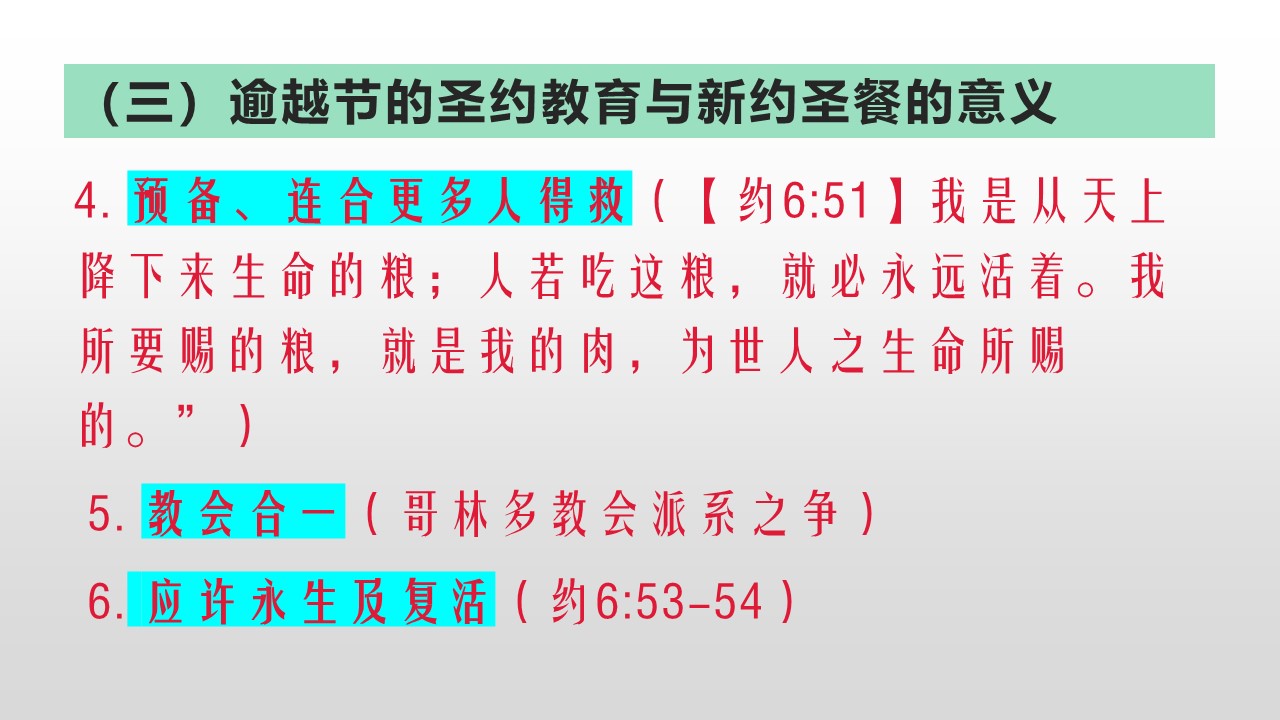 （三）逾越节的圣约教育与新约圣餐的意义
4. 预备、连合更多人得救（【约6:51】我是从天上
降下来生命的粮；人若吃这粮，就必永远活着。我
所要赐的粮，就是我的肉，为世人之生命所赐
的。”）
5. 教会合一（哥林多教会派系之争）
6. 应许永生及复活（约6:53-54）